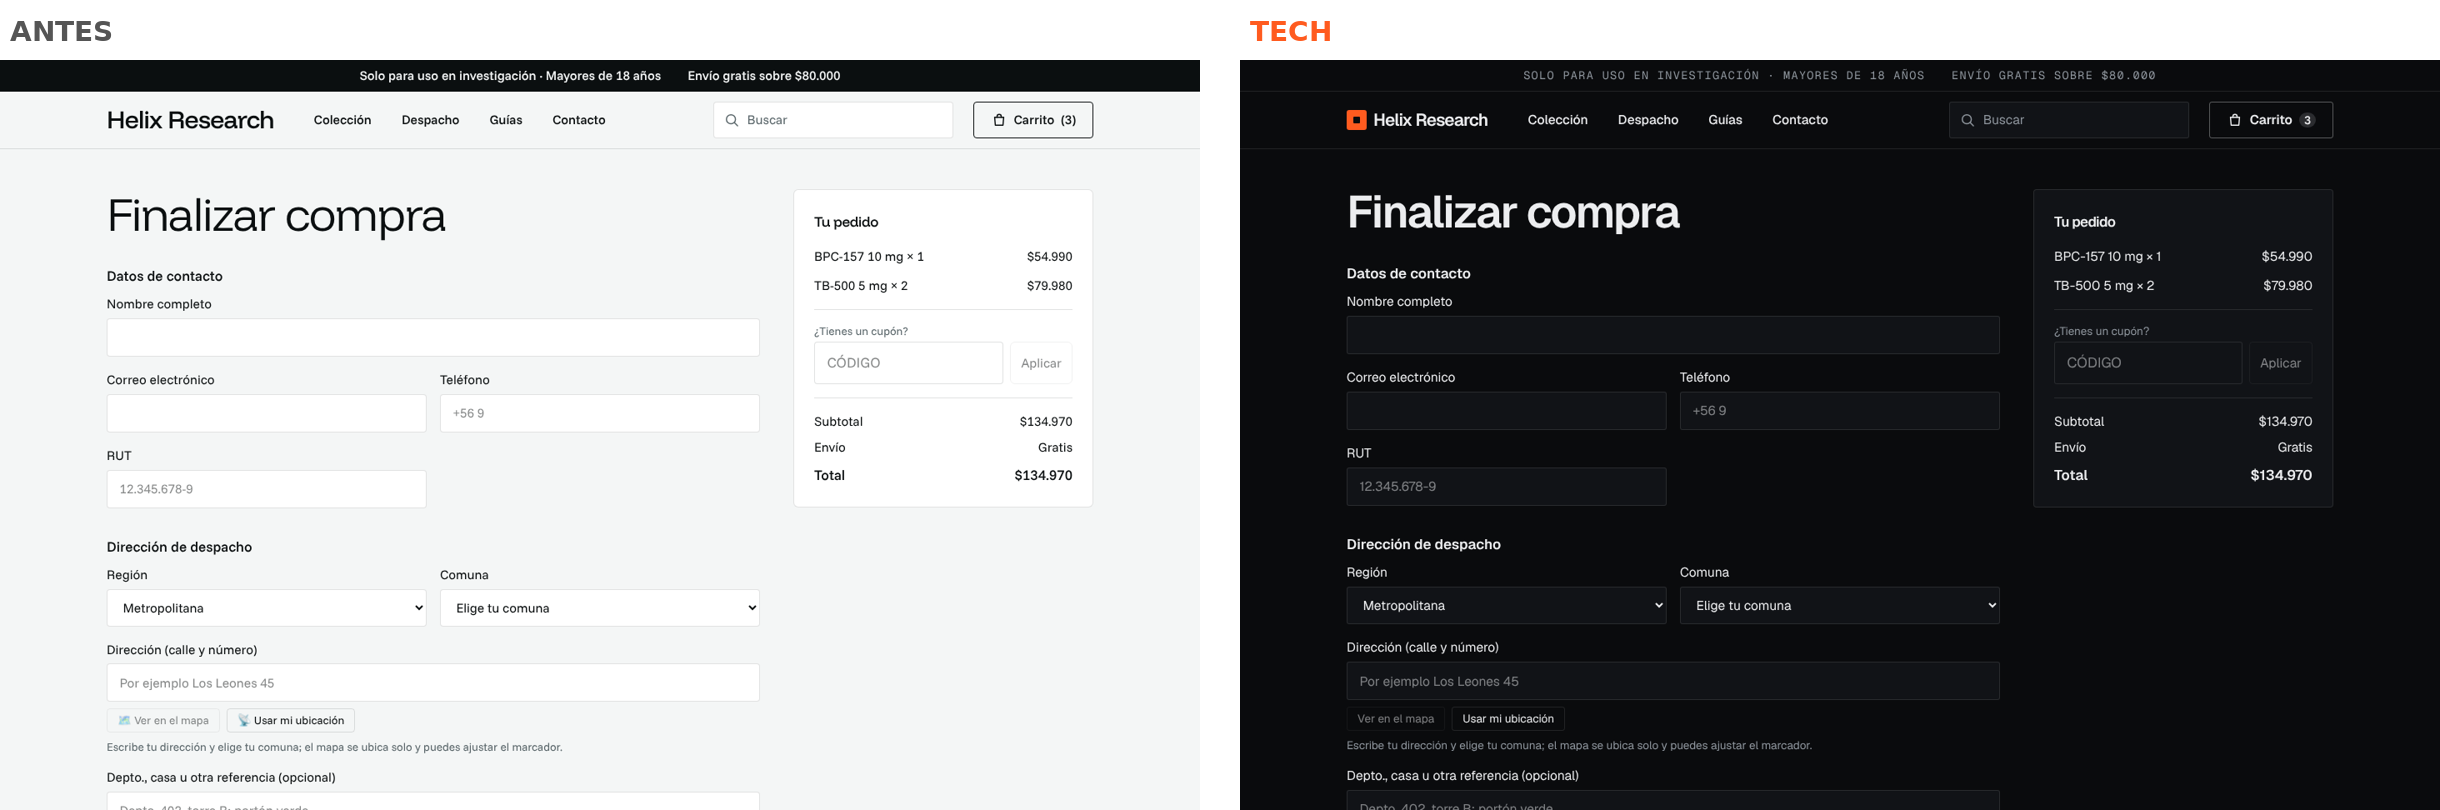 ANTES
Solo para uso en investigación · Mayores de 18 años Envío gratis sobre $80.000
Helix Research Colección Despacho Guías Contacto Buscar Carrito (3)
Finalizar compra
Datos de contacto
Nombre completo
Correo electrónico Teléfono
+56 9
RUT
12.345.678-9
Dirección de despacho
Región Comuna
Metropolitana Elige tu comuna
Dirección (calle y número)
Por ejemplo Los Leones 45
Ver en el mapa Usar mi ubicación
Escribe tu dirección y elige tu comuna; el mapa se ubica solo y puedes ajustar el marcador.
Depto., casa u otra referencia (opcional)
Depto. 402, torre B; portón verde
Tu pedido
BPC-157 10 mg × 1 $54.990
TB-500 5 mg × 2 $79.980
¿Tienes un cupón?
CÓDIGO Aplicar
Subtotal $134.970
Envío Gratis
Total $134.970
TECH
SOLO PARA USO EN INVESTIGACIÓN · MAYORES DE 18 AÑOS ENVÍO GRATIS SOBRE $80.000
Helix Research Colección Despacho Guías Contacto Buscar Carrito 3
Finalizar compra
Datos de contacto
Nombre completo
Correo electrónico Teléfono
+56 9
RUT
12.345.678-9
Dirección de despacho
Región Comuna
Metropolitana Elige tu comuna
Dirección (calle y número)
Por ejemplo Los Leones 45
Ver en el mapa Usar mi ubicación
Escribe tu dirección y elige tu comuna; el mapa se ubica solo y puedes ajustar el marcador.
Depto., casa u otra referencia (opcional)
Depto. 402, torre B; portón verde
Tu pedido
BPC-157 10 mg × 1 $54.990
TB-500 5 mg × 2 $79.980
¿Tienes un cupón?
CÓDIGO Aplicar
Subtotal $134.970
Envío Gratis
Total $134.970